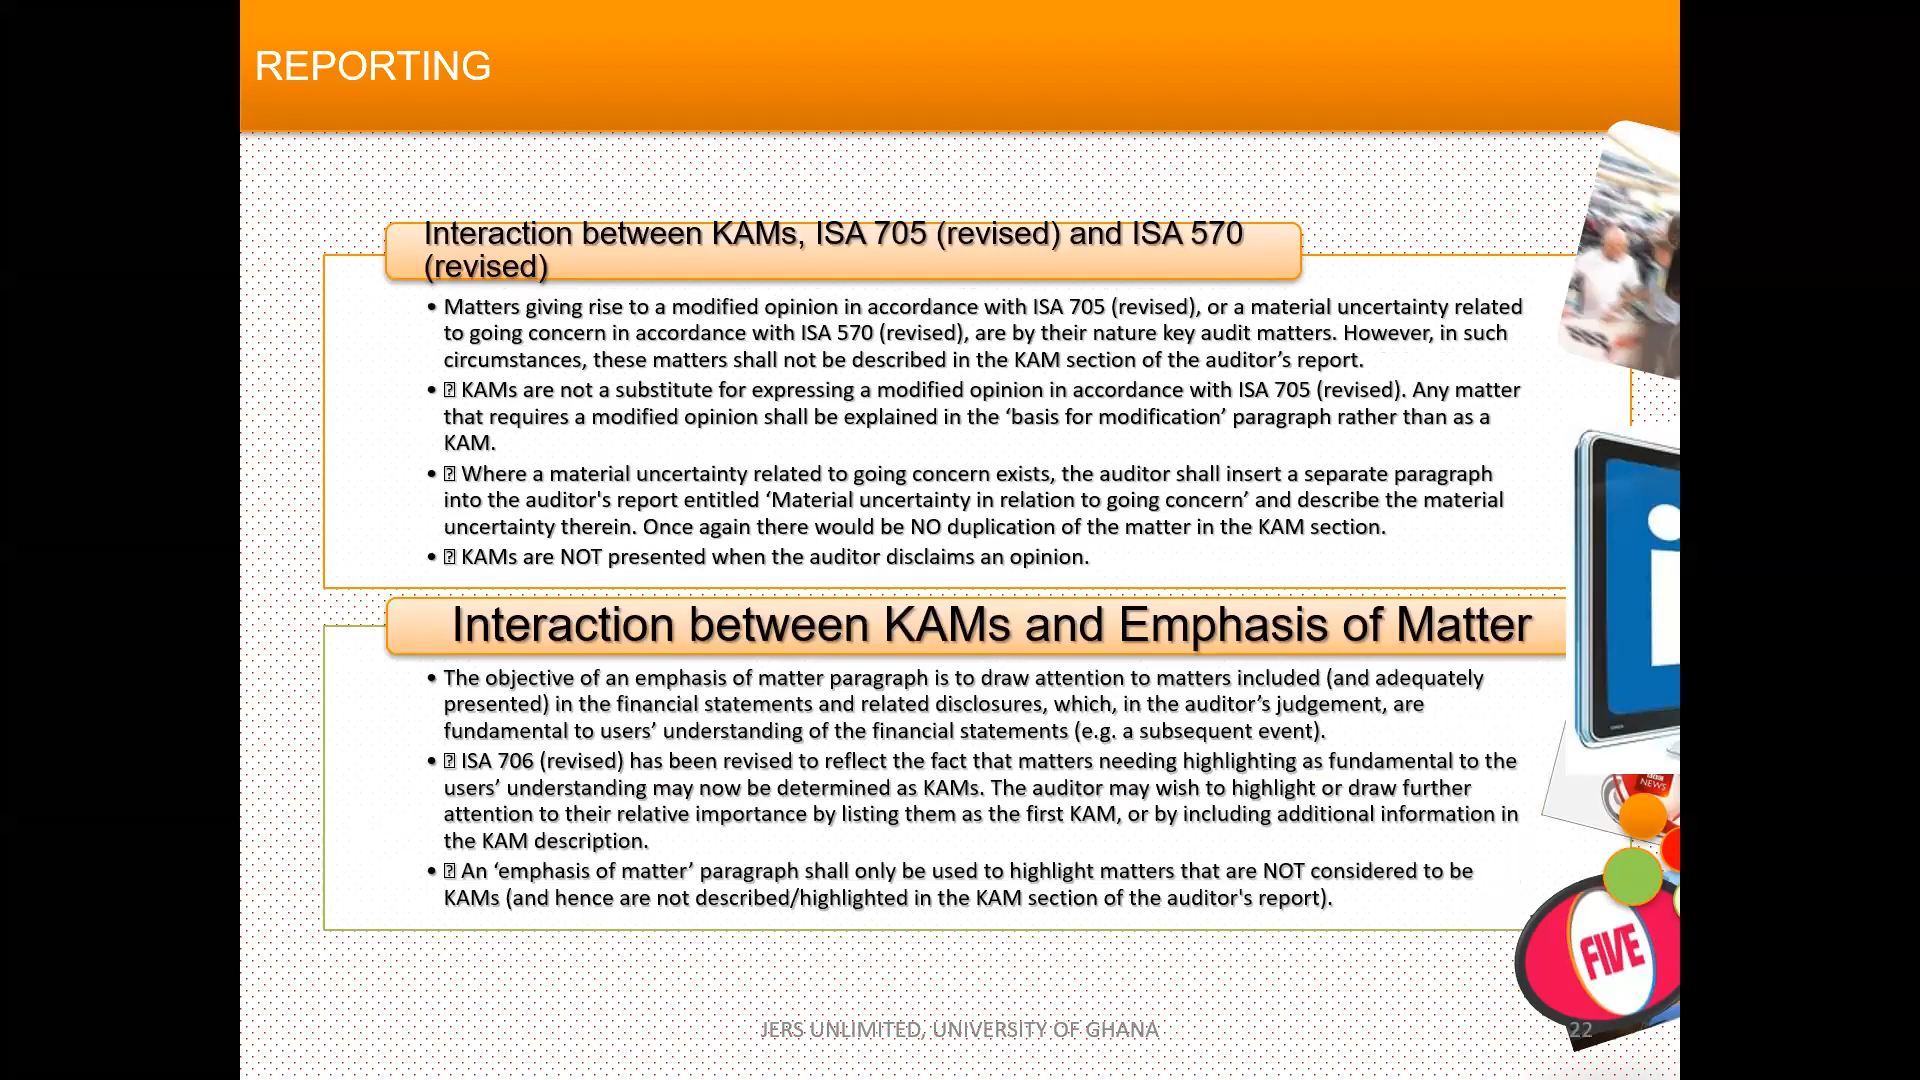 REPORTING
Interaction between KAMs, ISA 705 (revised) and ISA 570
(revised)
• Matters giving rise to a modified opinion in accordance with ISA 705 (revised), or a material uncertainty related
to going concern in accordance with ISA 570 (revised), are by their nature key audit matters. However, in such
circumstances, these matters shall not be described in the KAM section of the auditor’s report.
• KAMs are not a substitute for expressing a modified opinion in accordance with ISA 705 (revised). Any matter
that requires a modified opinion shall be explained in the ‘basis for modification’ paragraph rather than as a
KAM.
• Where a material uncertainty related to going concern exists, the auditor shall insert a separate paragraph
into the auditor's report entitled ‘Material uncertainty in relation to going concern’ and describe the material
uncertainty therein. Once again there would be NO duplication of the matter in the KAM section.
• KAMs are NOT presented when the auditor disclaims an opinion.
Interaction between KAMs and Emphasis of Matter
• The objective of an emphasis of matter paragraph is to draw attention to matters included (and adequately
presented) in the financial statements and related disclosures, which, in the auditor’s judgement, are
fundamental to users’ understanding of the financial statements (e.g. a subsequent event).
• ISA 706 (revised) has been revised to reflect the fact that matters needing highlighting as fundamental to the
users’ understanding may now be determined as KAMs. The auditor may wish to highlight or draw further
attention to their relative importance by listing them as the first KAM, or by including additional information in
the KAM description.
• An ‘emphasis of matter’ paragraph shall only be used to highlight matters that are NOT considered to be
KAMs (and hence are not described/highlighted in the KAM section of the auditor's report).
NEWS
FIVE
JERS UNLIMITED, UNIVERSITY OF GHANA
22